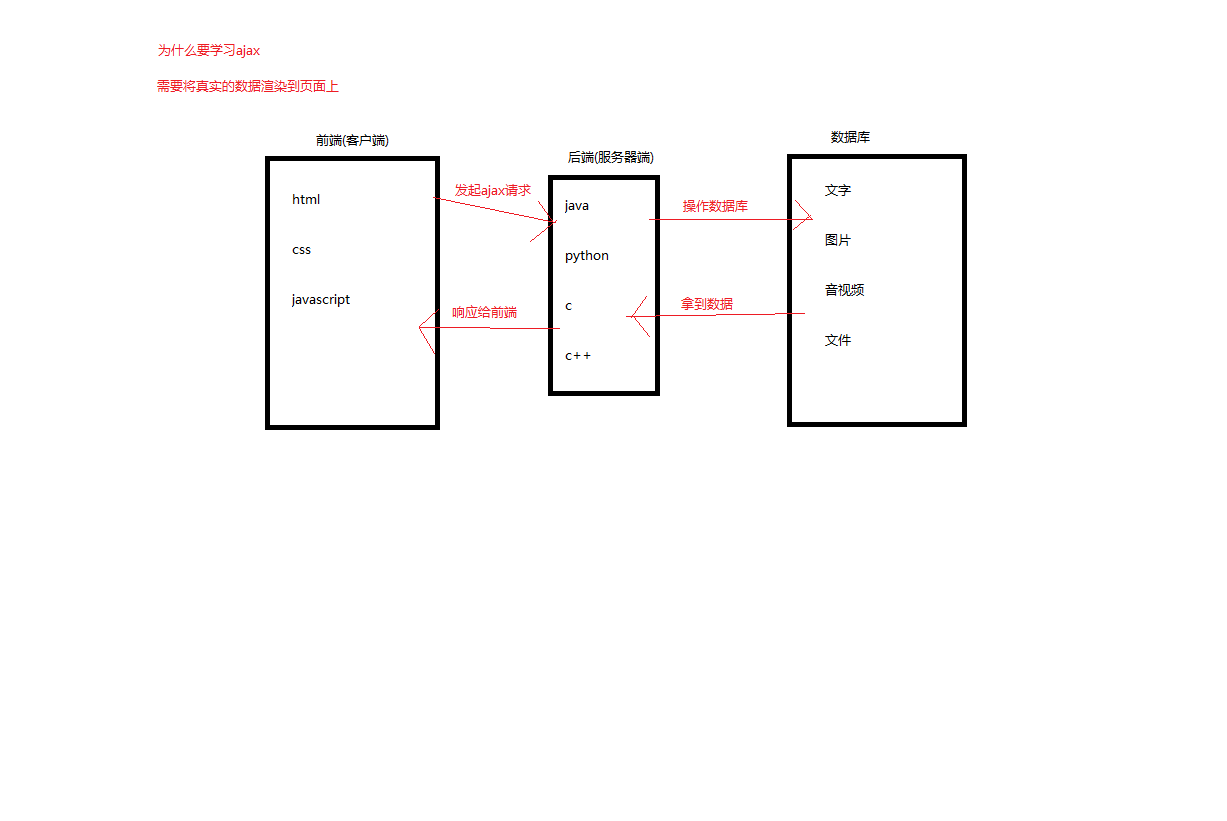 为什么要学习ajax
需要将真实的数据渲染到页面上
前端(客户端)
html
css
javascript
发起ajax请求
响应给前端
后端(服务器端)
java
python
c
c++
操作数据库
拿到数据
数据库
文字
图片
音视频
文件